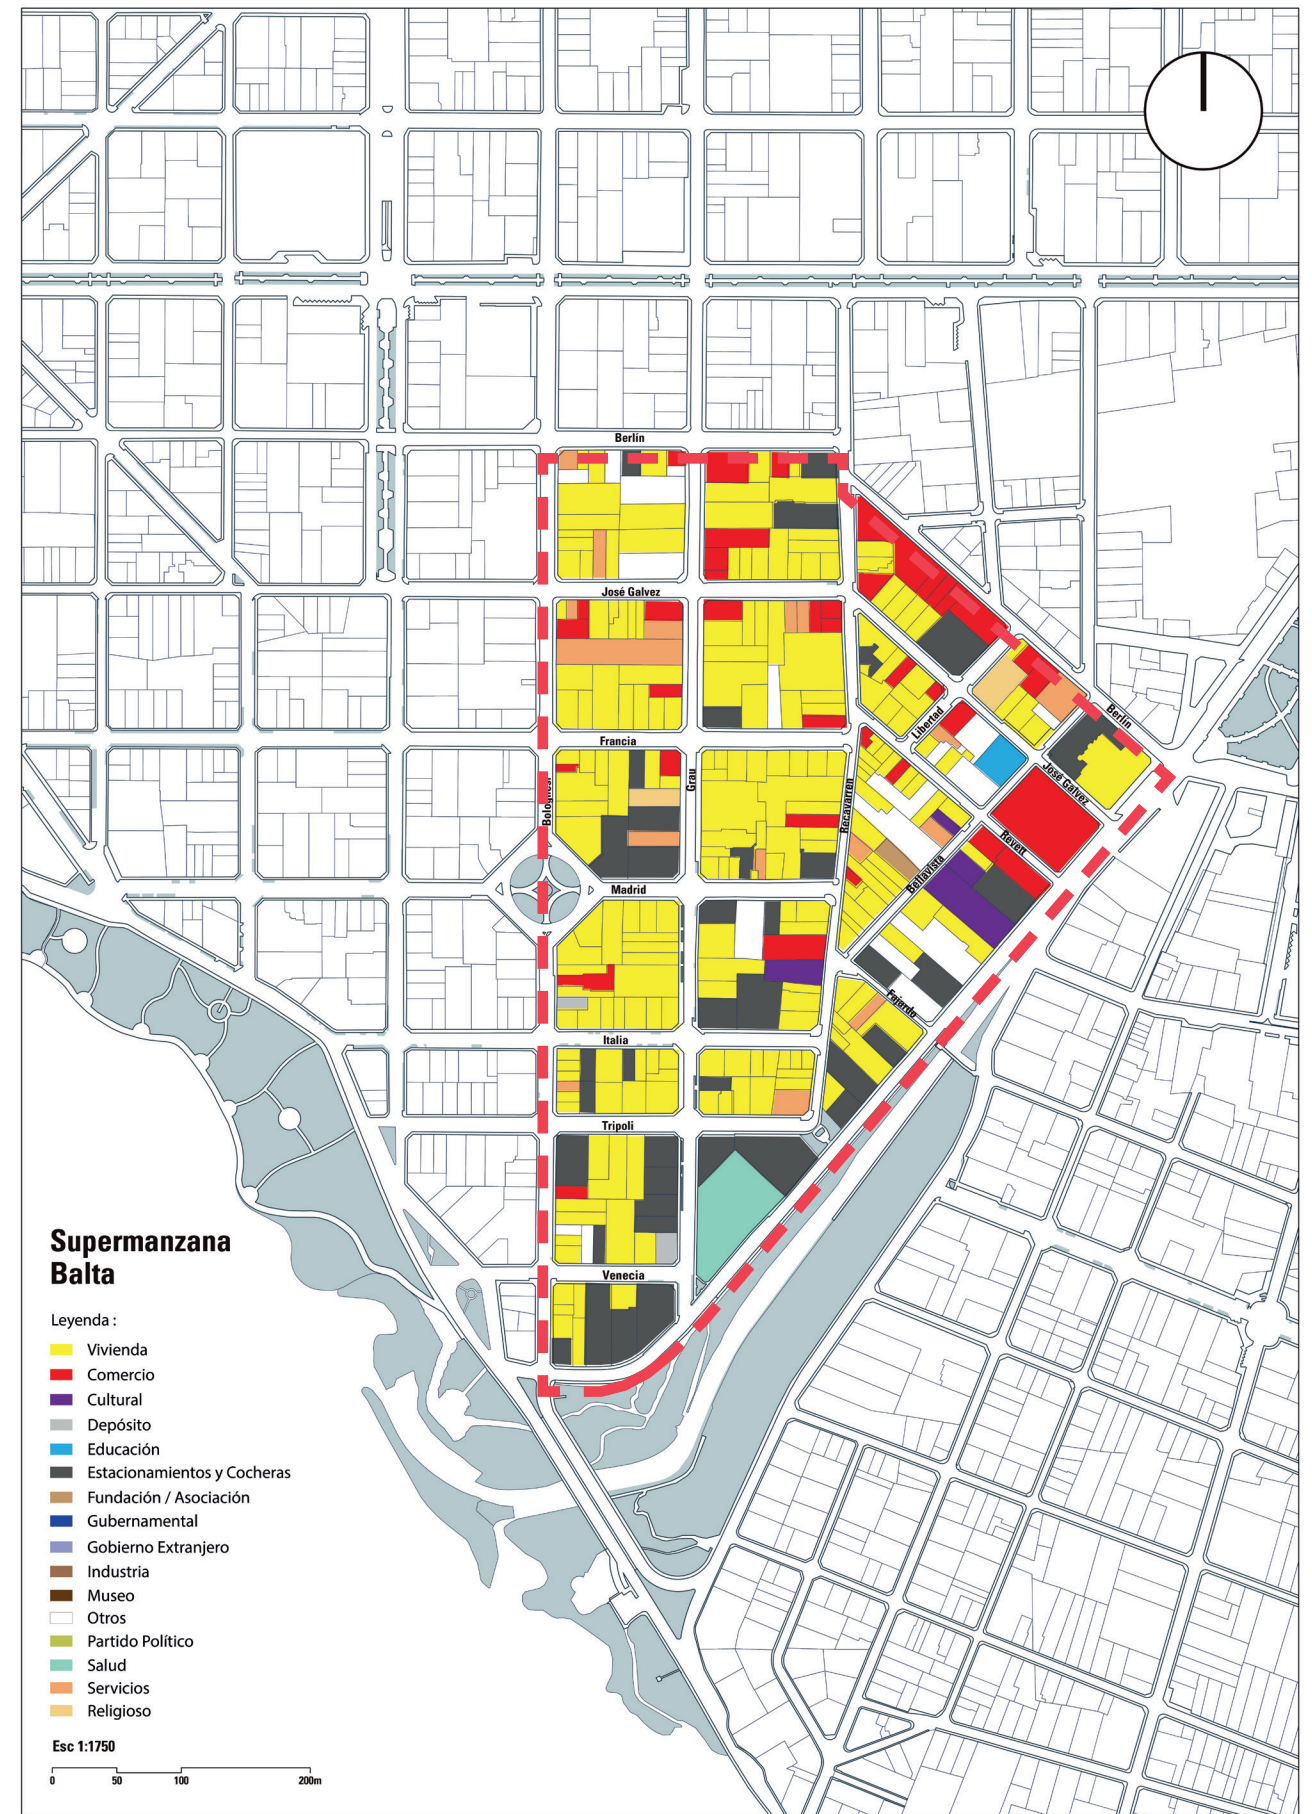 Berlín
José Galvez
Berlín
Libertad
Francia
José Galvez
Grau
Bolognesi
Recavarren
Revett
Bellavista
Madrid
Fajardo
Italia
Tripoli
Venecia
Supermanzana
Balta
Leyenda :
Vivienda
Comercio
Cultural
Depósito
Educación
Estacionamientos y Cocheras
Fundación / Asociación
Gubernamental
Gobierno Extranjero
Industria
Museo
Otros
Partido Político
Salud
Servicios
Religioso
Esc 1:1750
0 50 100 200m